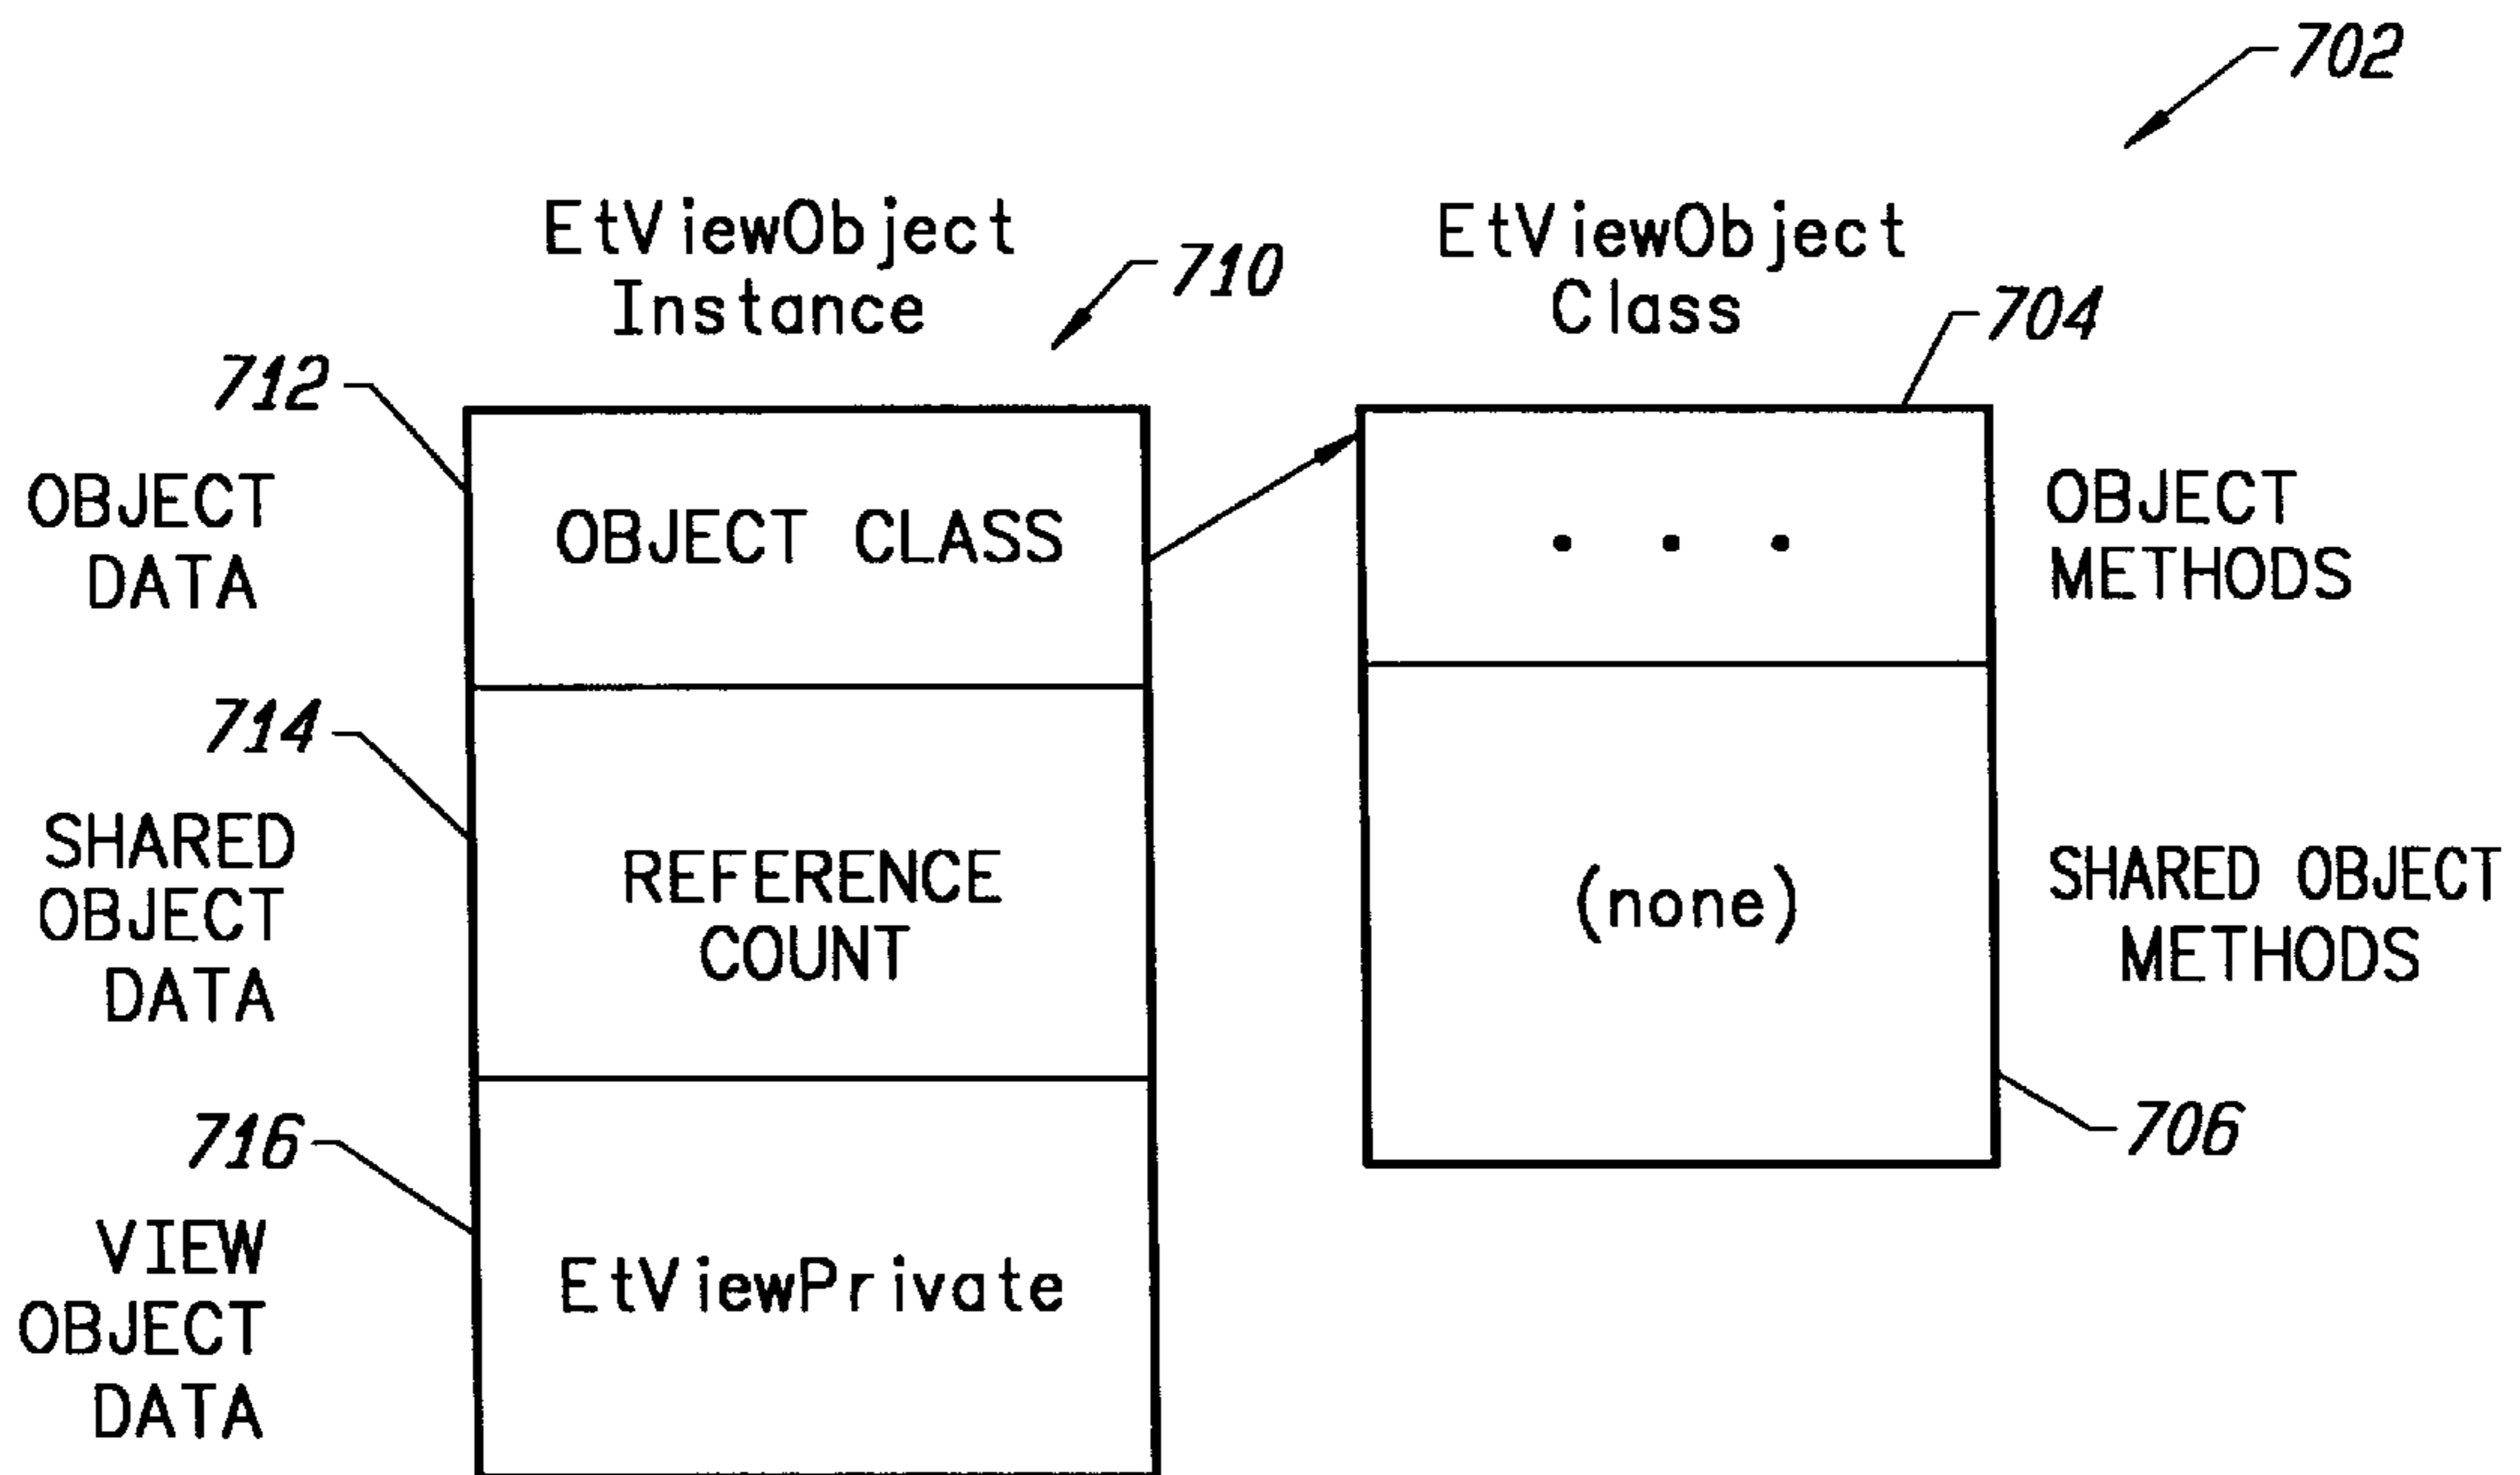 702
EtViewObject
Instance
710
EtViewObject
Class
704
712
OBJECT
DATA
OBJECT CLASS
• • •
OBJECT
METHODS
714
SHARED
OBJECT
DATA
REFERENCE
COUNT
(none)
SHARED OBJECT
METHODS
706
716
VIEW
OBJECT
DATA
EtViewPrivate